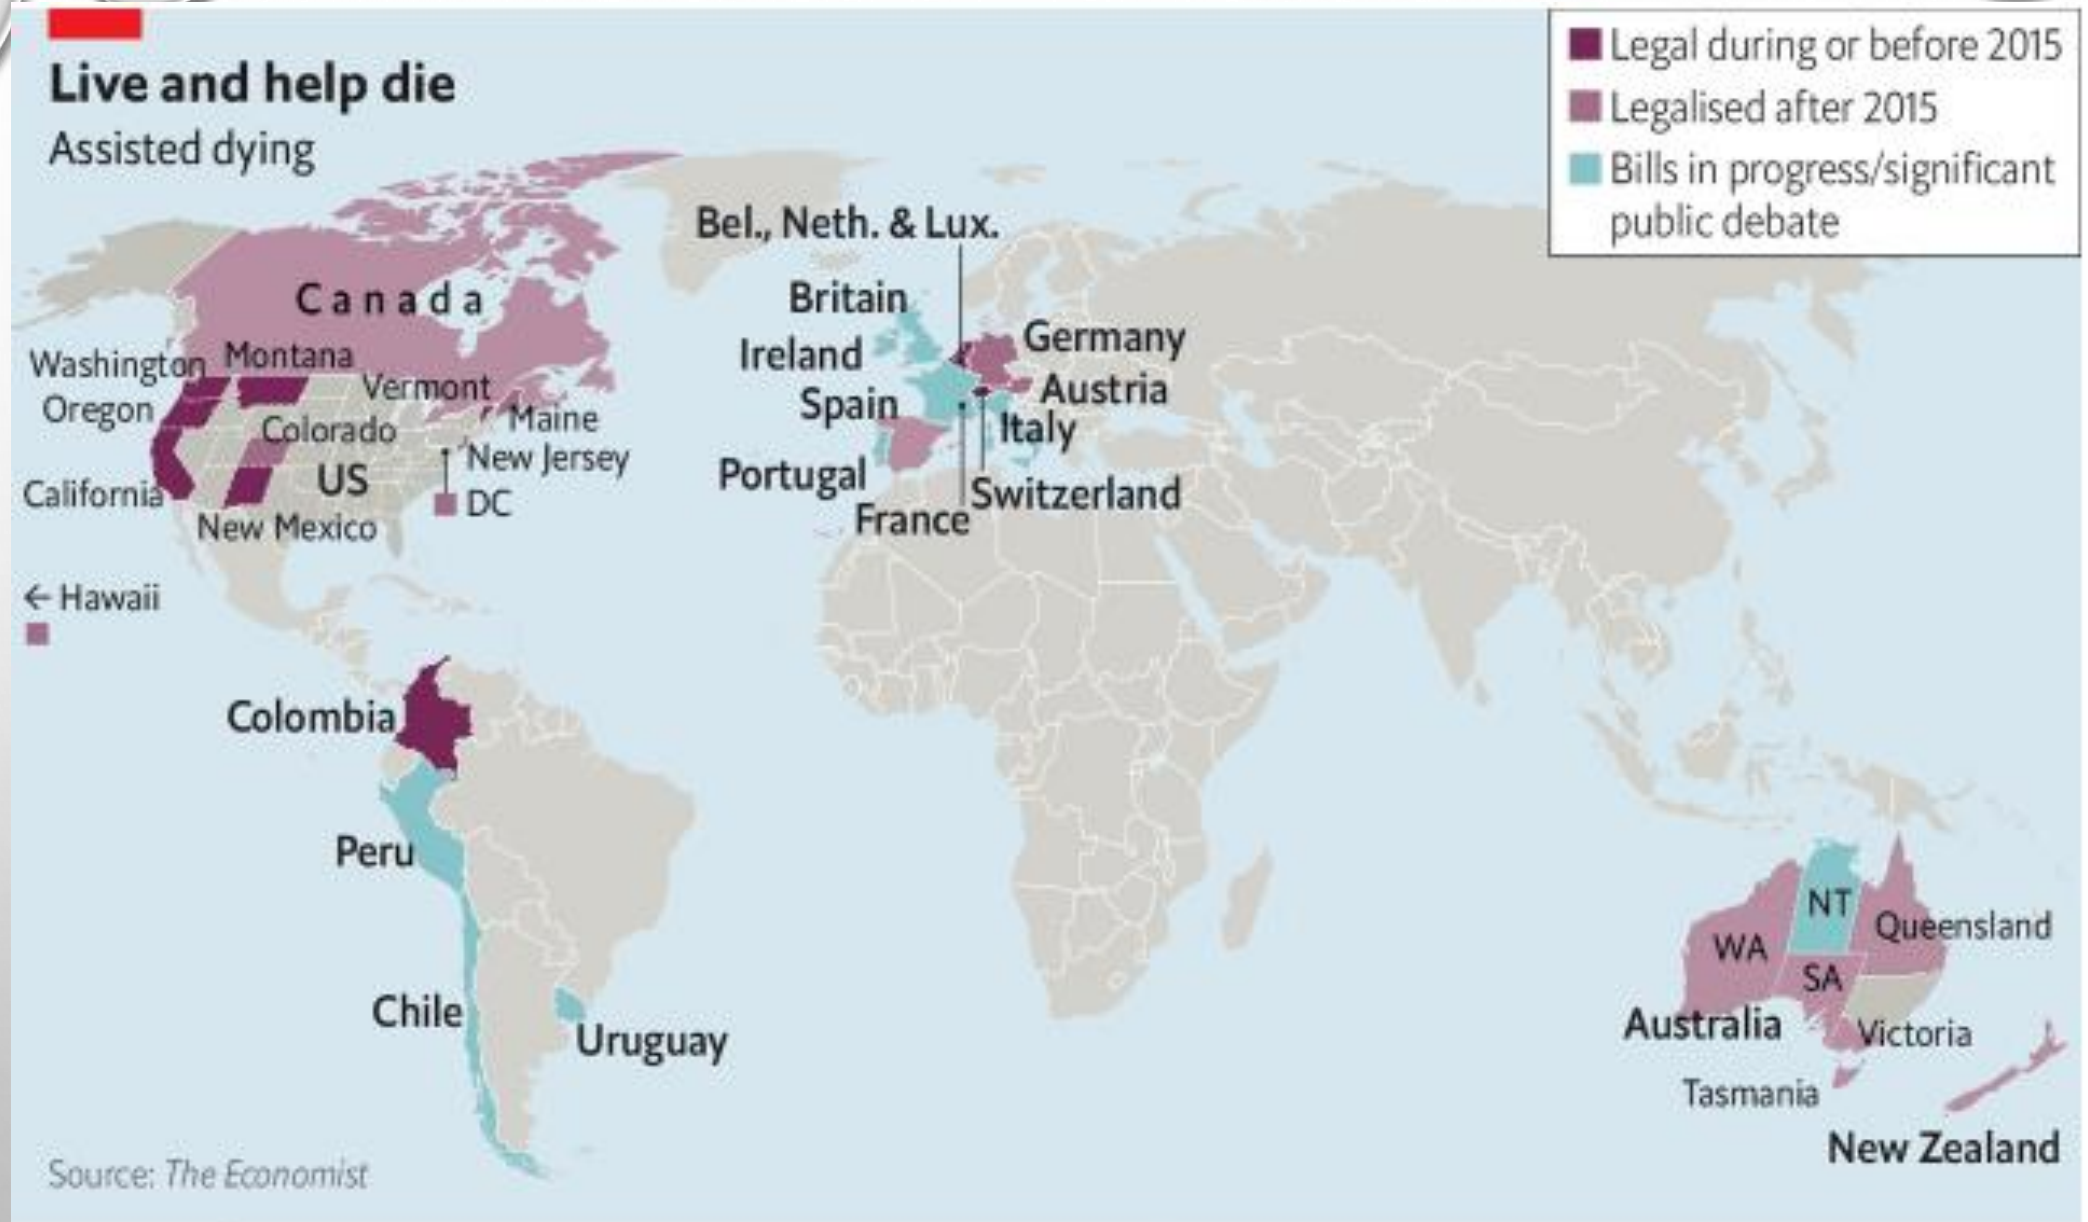 Live and help die
Assisted dying
Legal during or before 2015
Legalised after 2015
Bills in progress/significant
public debate
Bel., Neth. & Lux.
Britain
Canada
Germany
Ireland
Washington
Montana
Vermont
Austria
Spain
Oregon
Maine
Colorado
Italy
New Jersey
Portugal
US
California
DC
Switzerland
France
New Mexico
← Hawaii
Colombia
Peru
NT
Queensland
WA
SA
Chile
Australia
Victoria
Uruguay
Tasmania
New Zealand
Source: The Economist